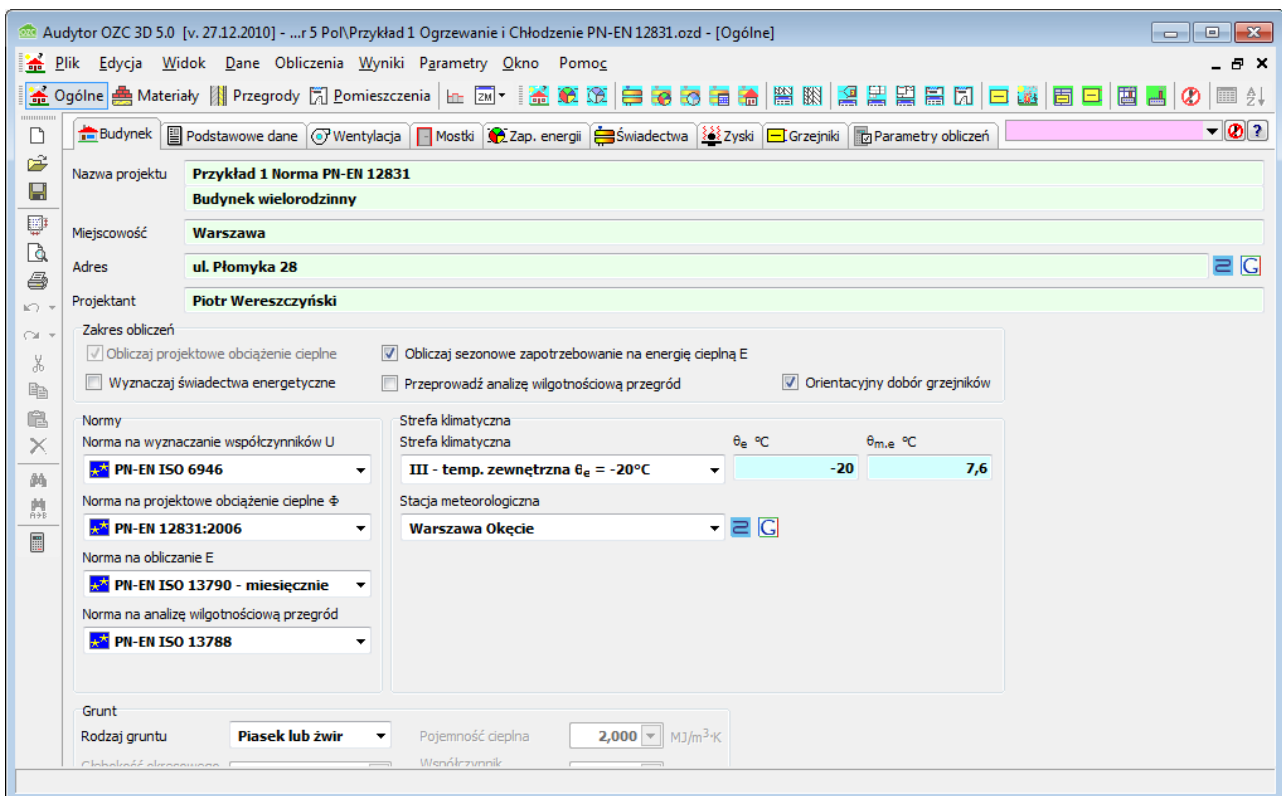 Audytor OZC 3D 5.0 [v. 27.12.2010] - ...r 5 Pol\Przykład 1 Ogrzewanie i Chłodzenie PN-EN 12831.ozd - [Ogólne]
Plik Edycja Widok Dane Obliczenia Wyniki Parametry Okno Pomoc
Ogólne Materiały Przegrody Pomieszczenia ZM
Budynek Podstawowe dane Wentylacja Mostki Zap. energii Świadectwa Zyski Grzejniki Parametry obliczeń
Nazwa projektu Przykład 1 Norma PN-EN 12831
Budynek wielorodzinny
Miejscowość Warszawa
Adres ul. Płomyka 28
Projektant Piotr Wereszczyński
Zakres obliczeń
Obliczaj projektowe obciążenie cieplne Obliczaj sezonowe zapotrzebowanie na energię cieplną E
Wyznaczaj świadectwa energetyczne Przeprowadź analizę wilgotnościową przegród Orientacyjny dobór grzejników
Normy Strefa klimatyczna
Norma na wyznaczanie współczynników U Strefa klimatyczna θe °C θm.e °C
PN-EN ISO 6946 III - temp. zewnętrzna θe = -20°C -20 7,6
Norma na projektowe obciążenie cieplne Φ Stacja meteorologiczna
PN-EN 12831:2006 Warszawa Okęcie
Norma na obliczanie E
PN-EN ISO 13790 - miesięcznie
Norma na analizę wilgotnościową przegród
PN-EN ISO 13788
Grunt
Rodzaj gruntu Piasek lub żwir Pojemność cieplna 2,000 MJ/m³·K
Współczynnik